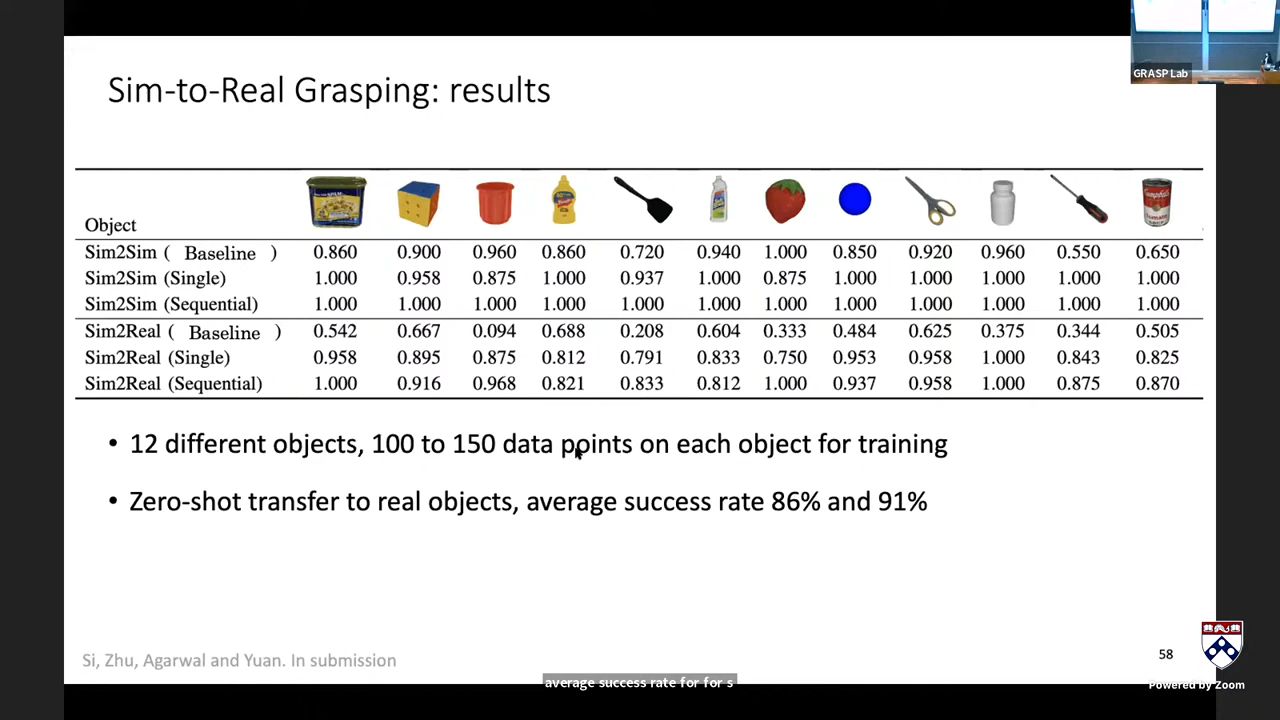 GRASP Lab
Sim-to-Real Grasping: results
Object
Sim2Sim ( Baseline ) 0.860 0.900 0.960 0.860 0.720 0.940 1.000 0.850 0.920 0.960 0.550 0.650
Sim2Sim (Single) 1.000 0.958 0.875 1.000 0.937 1.000 0.875 1.000 1.000 1.000 1.000 1.000
Sim2Sim (Sequential) 1.000 1.000 1.000 1.000 1.000 1.000 1.000 1.000 1.000 1.000 1.000 1.000
Sim2Real ( Baseline ) 0.542 0.667 0.094 0.688 0.208 0.604 0.333 0.484 0.625 0.375 0.344 0.505
Sim2Real (Single) 0.958 0.895 0.875 0.812 0.791 0.833 0.750 0.953 0.958 1.000 0.843 0.825
Sim2Real (Sequential) 1.000 0.916 0.968 0.821 0.833 0.812 1.000 0.937 0.958 1.000 0.875 0.870
• 12 different objects, 100 to 150 data points on each object for training
• Zero-shot transfer to real objects, average success rate 86% and 91%
Si, Zhu, Agarwal and Yuan. In submission
58
average success rate for for s
Powered by Zoom